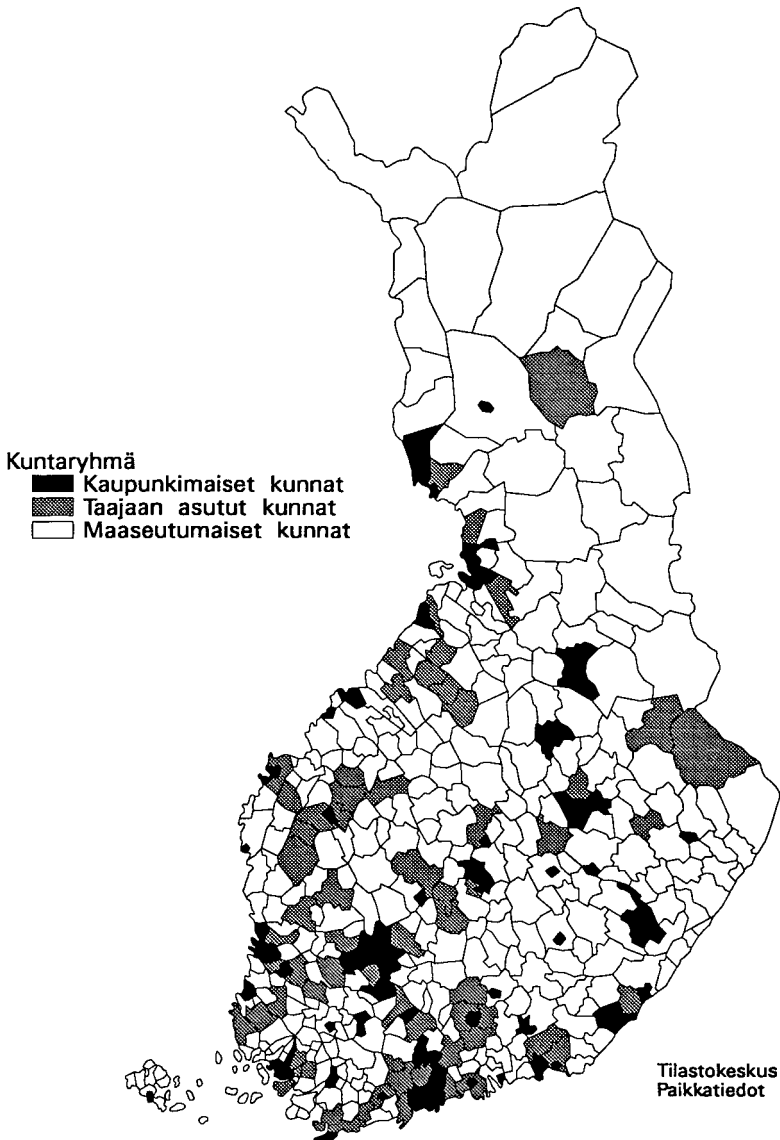 Kuntaryhmä
Kaupunkimaiset kunnat
Taajaan asutut kunnat
Maaseutumaiset kunnat
Tilastokeskus
Paikkatiedot